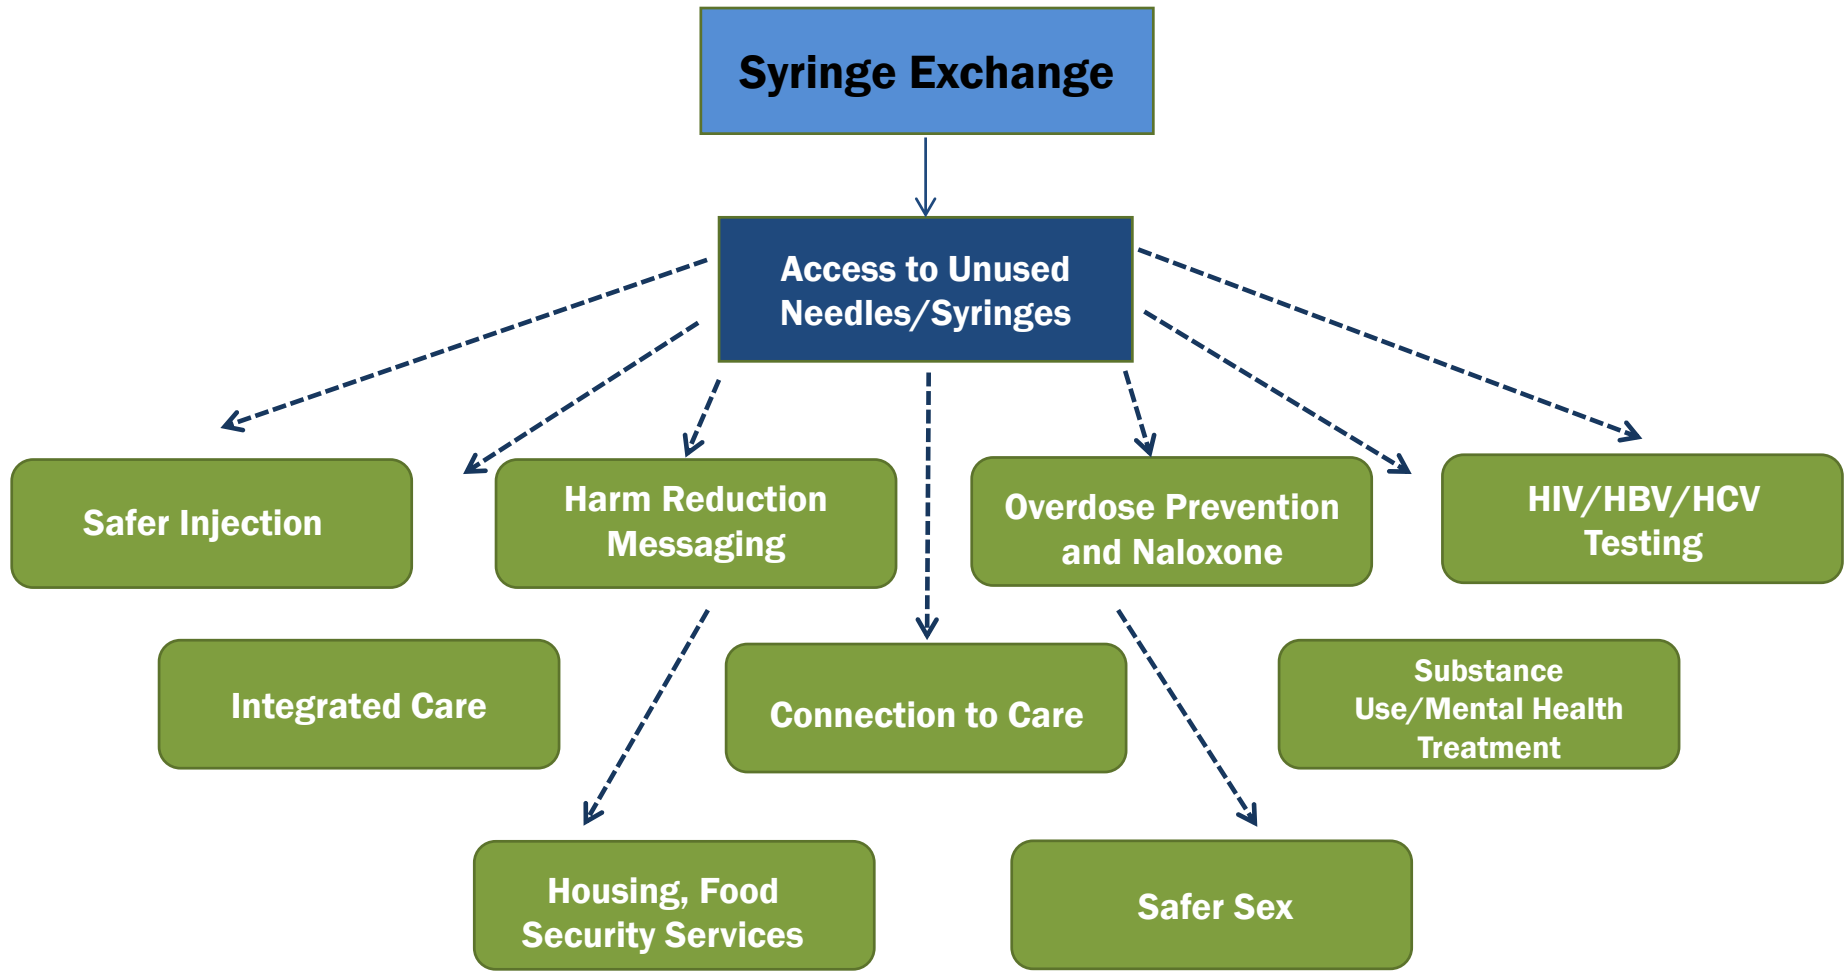 Syringe Exchange
Access to Unused
Needles/Syringes
Safer Injection
Harm Reduction
Messaging
Overdose Prevention
and Naloxone
HIV/HBV/HCV
Testing
Integrated Care
Connection to Care
Substance
Use/Mental Health
Treatment
Housing, Food
Security Services
Safer Sex